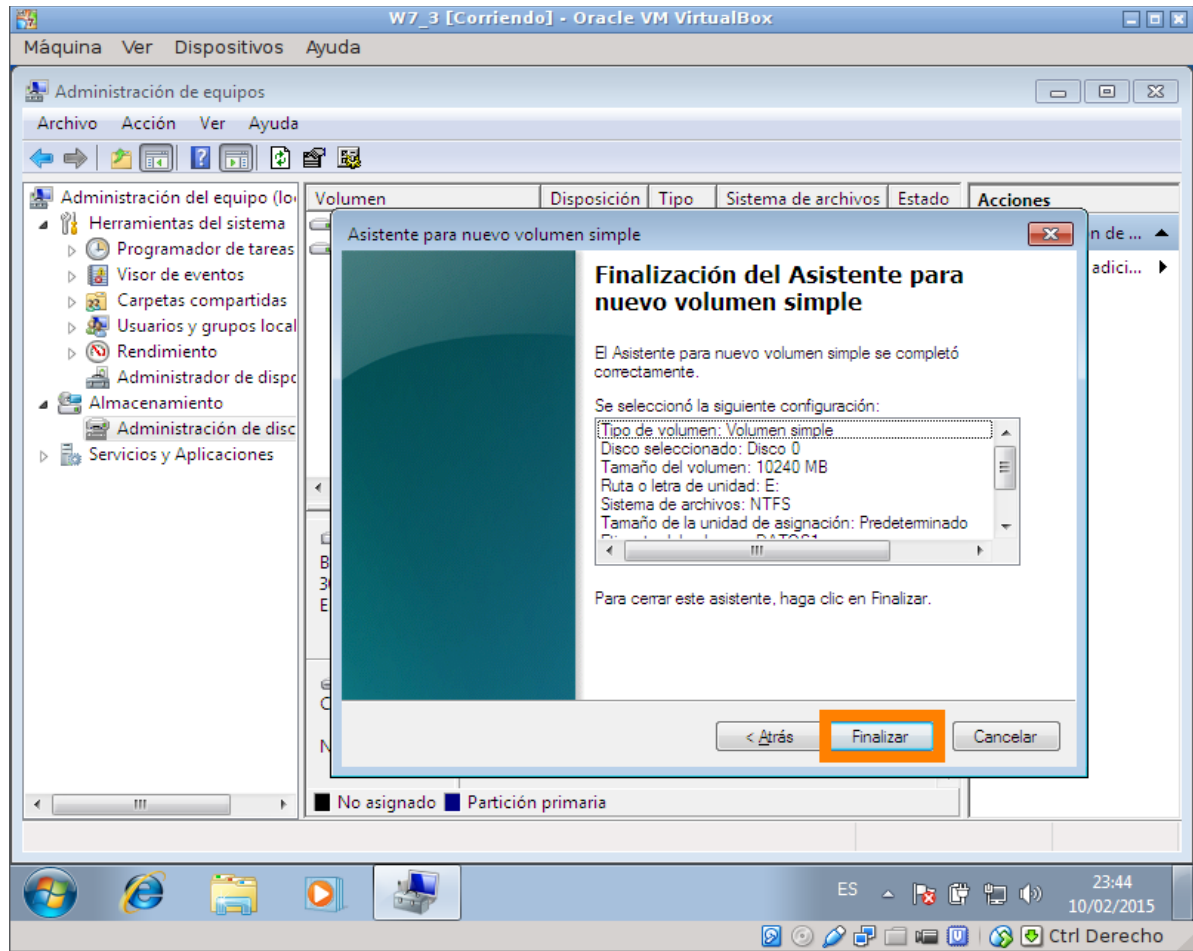 W7_3 [Corriendo] - Oracle VM VirtualBox
Máquina Ver Dispositivos Ayuda
Administración de equipos
Archivo Acción Ver Ayuda
Administración del equipo (lo
Herramientas del sistema
Programador de tareas
Visor de eventos
Carpetas compartidas
Usuarios y grupos local
Rendimiento
Administrador de dispo
Almacenamiento
Administración de disc
Servicios y Aplicaciones
Volumen Disposición Tipo Sistema de archivos Estado
Acciones
n de ...
adici...
Asistente para nuevo volumen simple
Finalización del Asistente para
nuevo volumen simple
El Asistente para nuevo volumen simple se completó
correctamente.
Se seleccionó la siguiente configuración:
Tipo de volumen: Volumen simple
Disco seleccionado: Disco 0
Tamaño del volumen: 10240 MB
Ruta o letra de unidad: E:
Sistema de archivos: NTFS
Tamaño de la unidad de asignación: Predeterminado
Para cerrar este asistente, haga clic en Finalizar.
< Atrás Finalizar Cancelar
B
30
E
C
N
No asignado Partición primaria
ES
23:44
10/02/2015
Ctrl Derecho